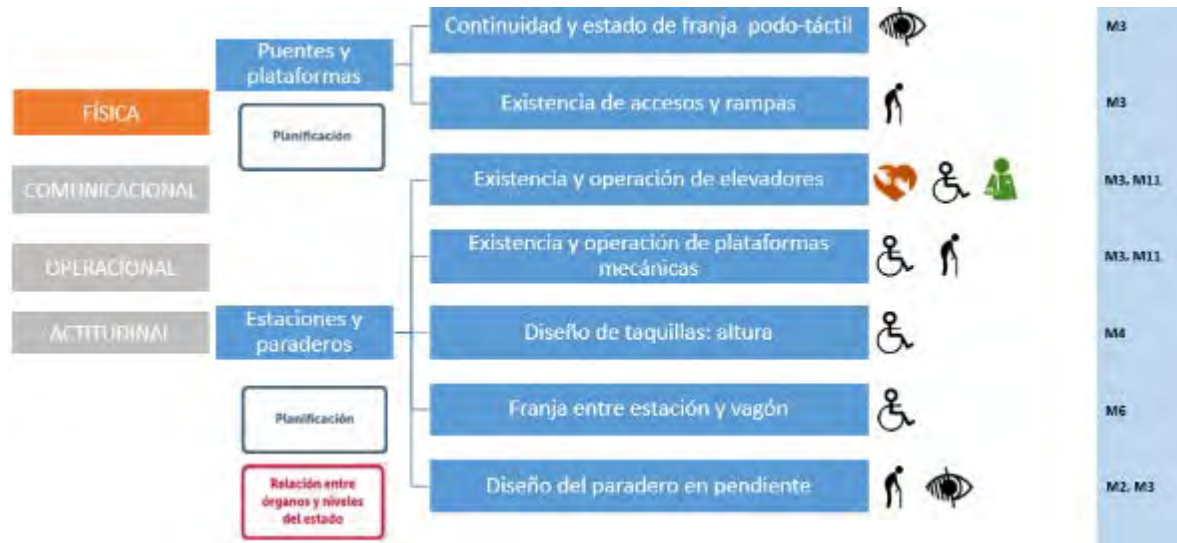 FÍSICA
COMUNICACIONAL
OPERACIONAL
ACTITUDINAL
Puentes y
plataformas
Planificación
Continuidad y estado de franja podo-táctil
M3
Existencia de accesos y rampas
M3
Estaciones y
paraderos
Planificación
Relación entre
órganos y niveles
del estado
Existencia y operación de elevadores
M3, M11
Existencia y operación de plataformas
mecánicas
M3, M11
Diseño de taquillas: altura
M4
Franja entre estación y vagón
M6
Diseño del paradero en pendiente
M2, M3